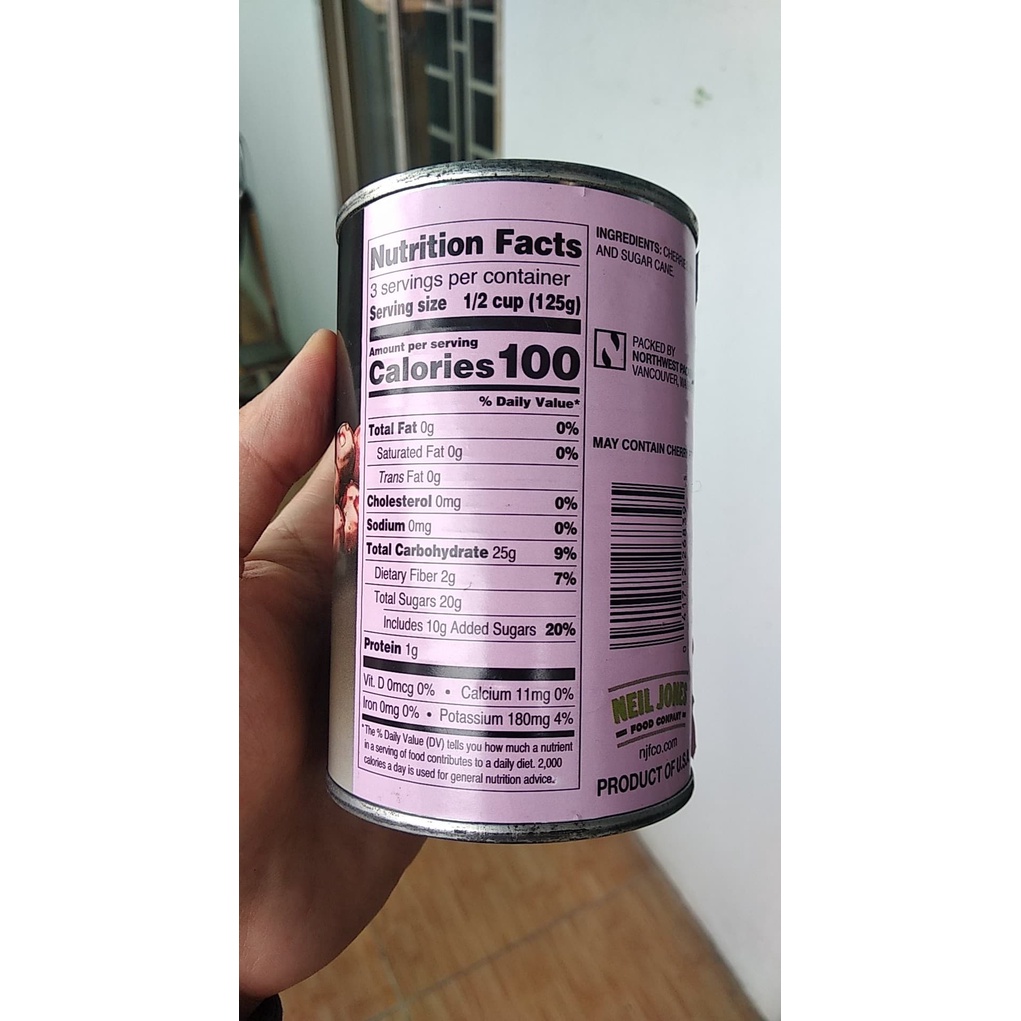 Nutrition Facts
3 servings per container
Serving size 1/2 cup (125g)
Amount per serving
Calories 100
% Daily Value*
Total Fat 0g 0%
Saturated Fat 0g 0%
Trans Fat 0g
Cholesterol 0mg 0%
Sodium 0mg 0%
Total Carbohydrate 25g 9%
Dietary Fiber 2g 7%
Total Sugars 20g
Includes 10g Added Sugars 20%
Protein 1g
Vit. D 0mcg 0% • Calcium 11mg 0%
Iron 0mg 0% • Potassium 180mg 4%
*The % Daily Value (DV) tells you how much a nutrient
in a serving of food contributes to a daily diet. 2,000
calories a day is used for general nutrition advice.
INGREDIENTS:
AND SUGAR CANE.
PACKED BY
NORTHWEST
VANCOUVER, WA
MAY CONTAIN
NEIL JONES
FOOD COMPANY
njfco.com
PRODUCT OF U.S.A